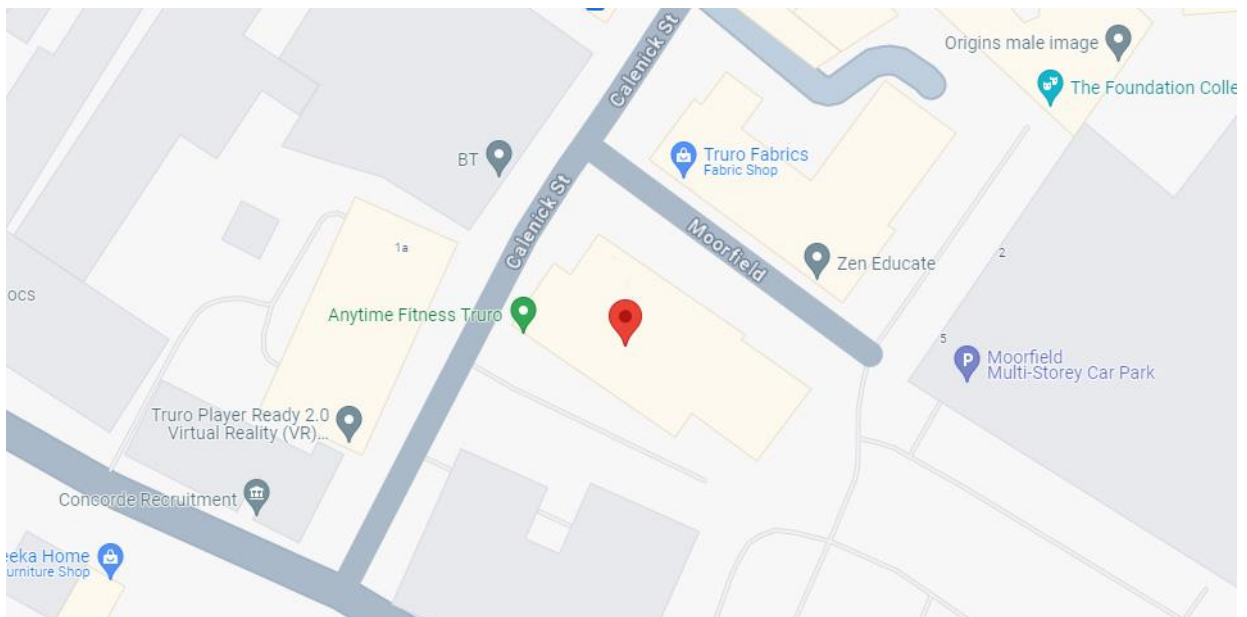 Calenick St
Origins male image
The Foundation Colle
BT
Truro Fabrics
Fabric Shop
Calenick St
Moorfield
1a
2
Zen Educate
ocs
Anytime Fitness Truro
5
Moorfield
Multi-Storey Car Park
Truro Player Ready 2.0
Virtual Reality (VR)...
Concorde Recruitment
eeka Home
urniture Shop
P